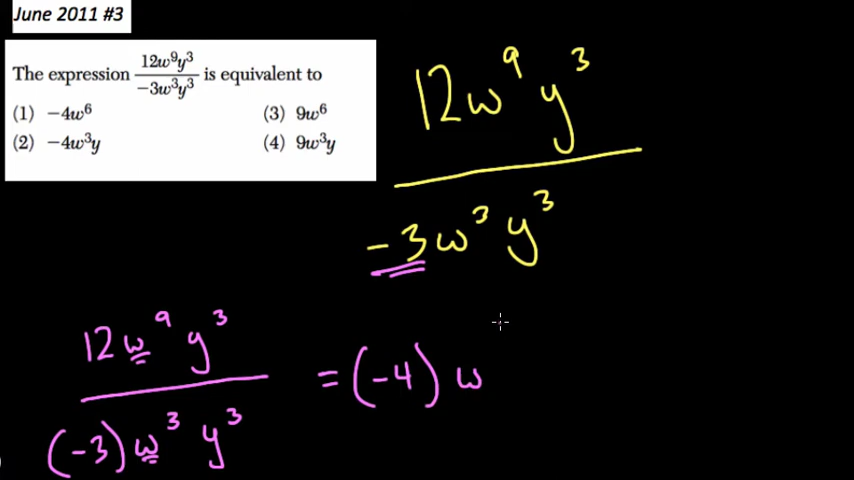 June 2011 #3
The expression 12w⁹y³ / -3w³y³ is equivalent to
(1) -4w⁶ (3) 9w⁶
(2) -4w³y (4) 9w³y
12w⁹y³
-3w³y³
12w⁹y³
(-3)w³y³
= (-4) w